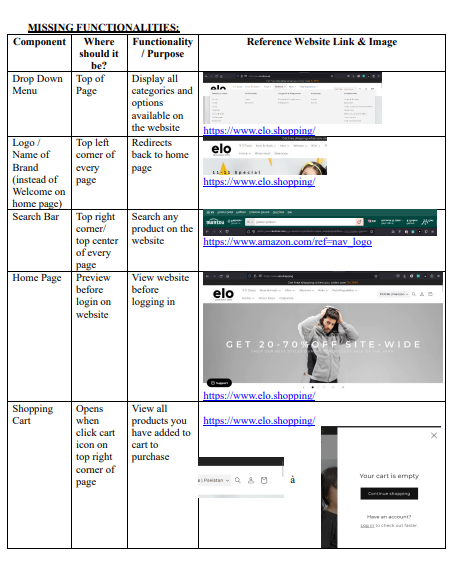 MISSING FUNCTIONALITIES:
Component
Where should it be?
Functionality / Purpose
Reference Website Link & Image
Drop Down
Menu
Top of
Page
Display all
categories and
options
available on
the website
elo
https://www.elo.shopping/
Logo /
Name of
Brand
(instead of
Welcome on
home page)
Top left
corner of
every
page
Redirects
back to home
page
elo
11-11 Special
https://www.elo.shopping/
Search Bar
Top right
corner/
top center
of every
page
Search any
product on the
website
https://www.amazon.com/ref=nav_logo
Home Page
Preview
before
login on
website
View website
before
logging in
elo
GET 20-70% OFF SITE-WIDE
Support
https://www.elo.shopping/
Shopping
Cart
Opens
when
click cart
icon on
top right
corner of
page
View all
products you
have added to
cart to
purchase
https://www.elo.shopping/
| Pakistan
à
Your cart is empty
Continue shopping
Have an account?
Log in to check out faster.